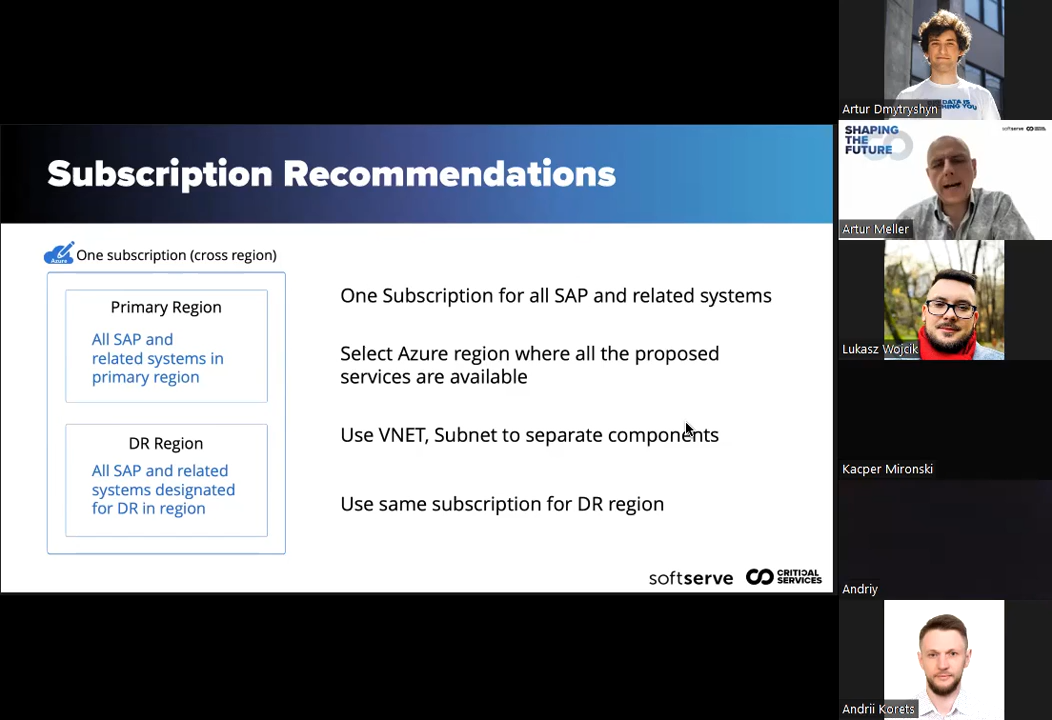 Subscription Recommendations
Azure
One subscription (cross region)
Primary Region
All SAP and
related systems in
primary region
DR Region
All SAP and related
systems designated
for DR in region
One Subscription for all SAP and related systems
Select Azure region where all the proposed
services are available
Use VNET, Subnet to separate components
Use same subscription for DR region
softserve
CRITICAL
SERVICES
Artur Dmytryshyn
SHAPING
THE
FUTURE
softserve
Artur Meller
Lukasz Wojcik
Kacper Mironski
Andriy
Andrii Korets